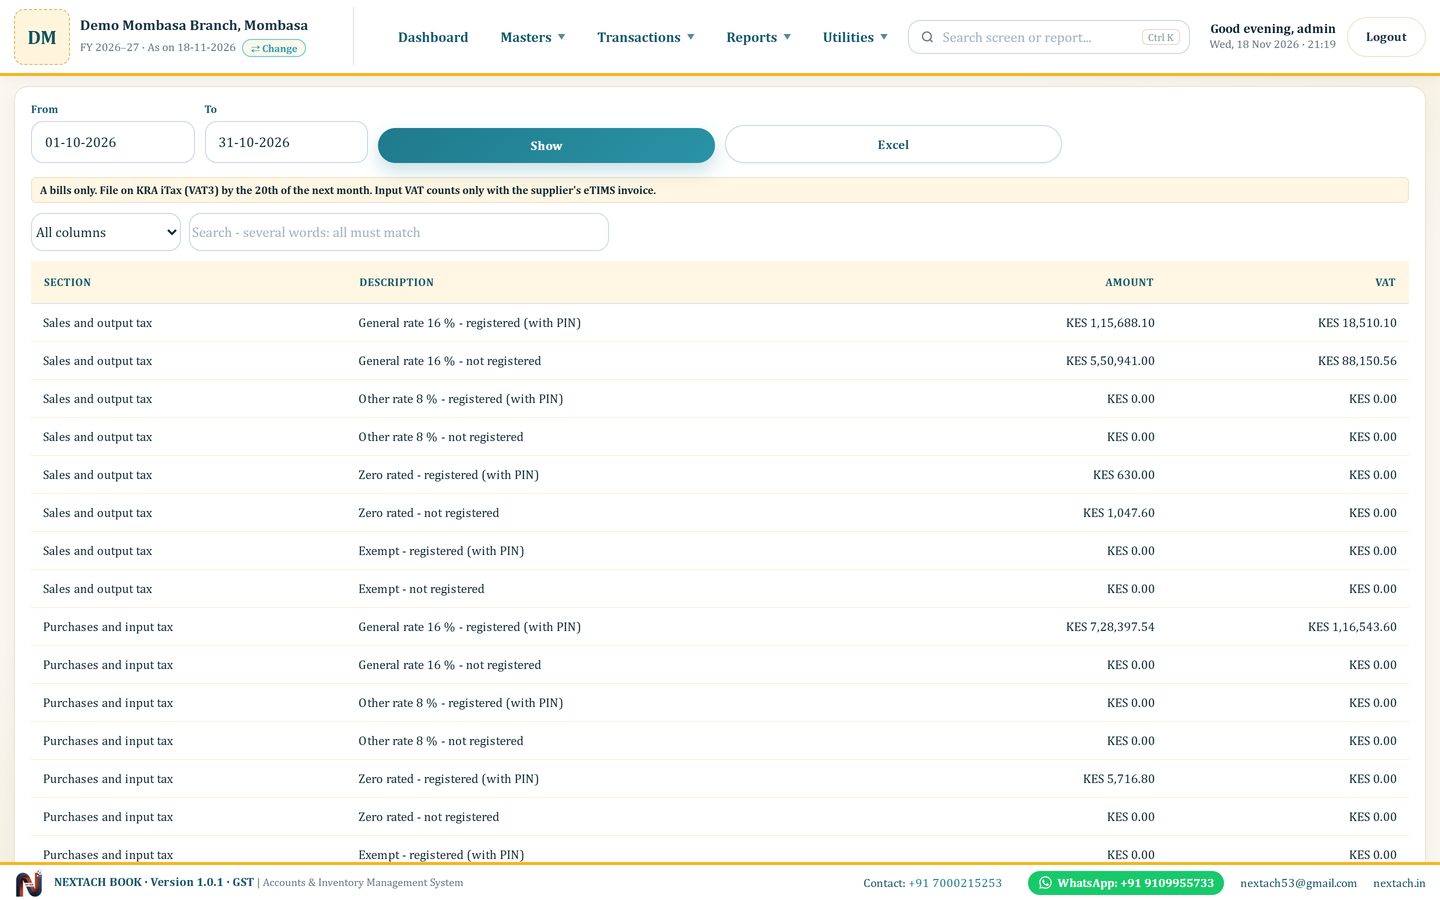 DM
Demo Mombasa Branch, Mombasa
FY 2026–27 · As on 18-11-2026 ⇄ Change
Dashboard Masters ▼ Transactions ▼ Reports ▼ Utilities ▼
Search screen or report... Ctrl K
Good evening, admin
Wed, 18 Nov 2026 · 21:19
Logout
From To
01-10-2026 31-10-2026 Show Excel
A bills only. File on KRA iTax (VAT3) by the 20th of the next month. Input VAT counts only with the supplier's eTIMS invoice.
All columns Search - several words: all must match
SECTION DESCRIPTION AMOUNT VAT
Sales and output tax General rate 16 % - registered (with PIN) KES 1,15,688.10 KES 18,510.10
Sales and output tax General rate 16 % - not registered KES 5,50,941.00 KES 88,150.56
Sales and output tax Other rate 8 % - registered (with PIN) KES 0.00 KES 0.00
Sales and output tax Other rate 8 % - not registered KES 0.00 KES 0.00
Sales and output tax Zero rated - registered (with PIN) KES 630.00 KES 0.00
Sales and output tax Zero rated - not registered KES 1,047.60 KES 0.00
Sales and output tax Exempt - registered (with PIN) KES 0.00 KES 0.00
Sales and output tax Exempt - not registered KES 0.00 KES 0.00
Purchases and input tax General rate 16 % - registered (with PIN) KES 7,28,397.54 KES 1,16,543.60
Purchases and input tax General rate 16 % - not registered KES 0.00 KES 0.00
Purchases and input tax Other rate 8 % - registered (with PIN) KES 0.00 KES 0.00
Purchases and input tax Other rate 8 % - not registered KES 0.00 KES 0.00
Purchases and input tax Zero rated - registered (with PIN) KES 5,716.80 KES 0.00
Purchases and input tax Zero rated - not registered KES 0.00 KES 0.00
Purchases and input tax Exempt - registered (with PIN) KES 0.00 KES 0.00
NEXTACH BOOK · Version 1.0.1 · GST | Accounts & Inventory Management System
Contact: +91 7000215253 WhatsApp: +91 9109955733 nextach53@gmail.com nextach.in